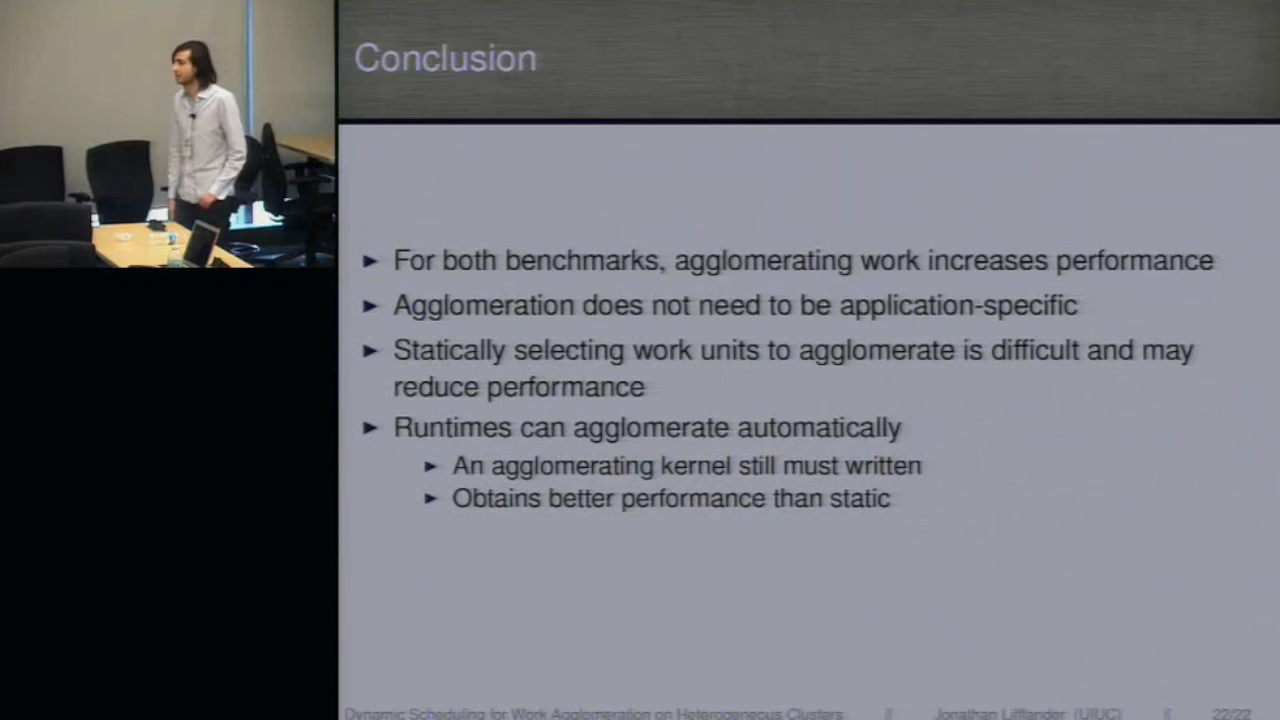 Conclusion
► For both benchmarks, agglomerating work increases performance
► Agglomeration does not need to be application-specific
► Statically selecting work units to agglomerate is difficult and may
reduce performance
► Runtimes can agglomerate automatically
► An agglomerating kernel still must written
► Obtains better performance than static
Dynamic Scheduling for Work Agglomeration on Heterogeneous Clusters // Jonathan Lifflander (UIUC) 22/22